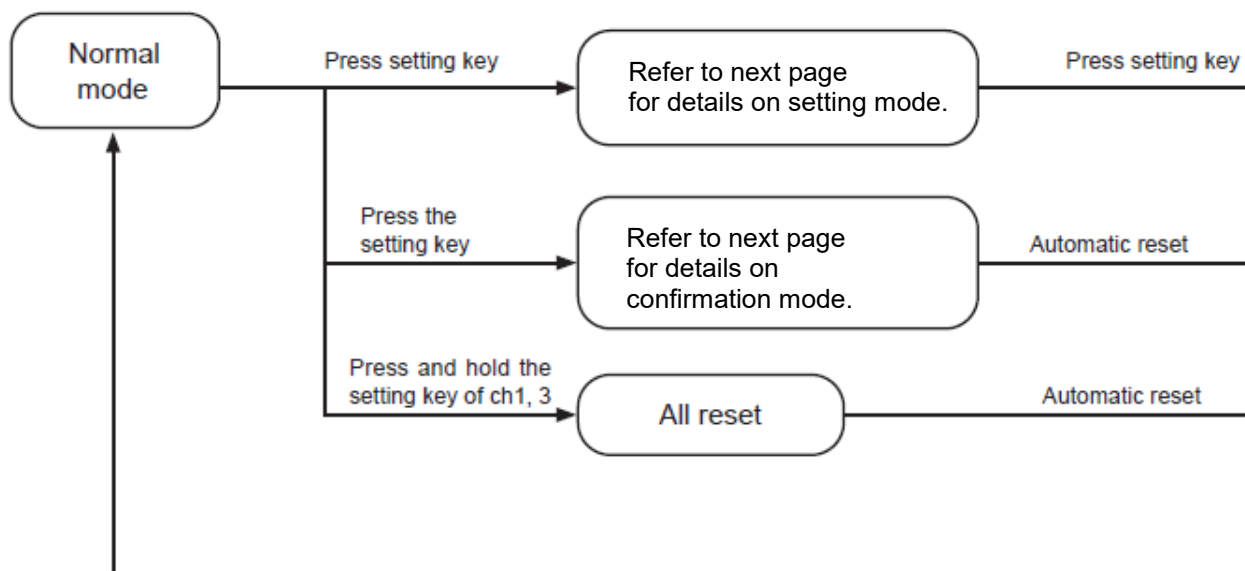 Normal
mode
Press setting key
Refer to next page
for details on setting mode.
Press setting key
Press the
setting key
Refer to next page
for details on
confirmation mode.
Automatic reset
Press and hold the
setting key of ch1, 3
All reset
Automatic reset